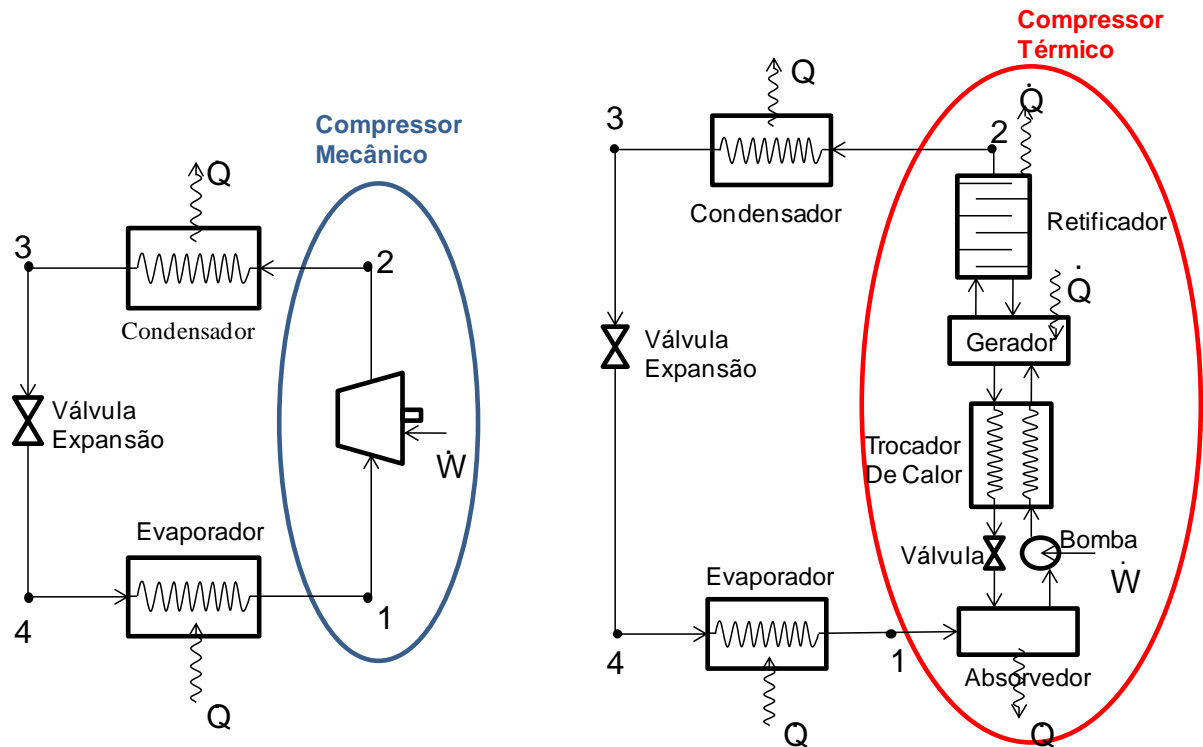 Compressor
Mecânico
Q
3
2
Condensador
Válvula
Expansão
Ẇ
Evaporador
4
1
Q
Compressor
Térmico
Q
Q̇
3
2
Condensador
Retificador
Q̇
Gerador
Válvula
Expansão
Trocador
De Calor
Bomba
Válvula
Ẇ
Evaporador
4
1
Absorvedor
Q
Q̇